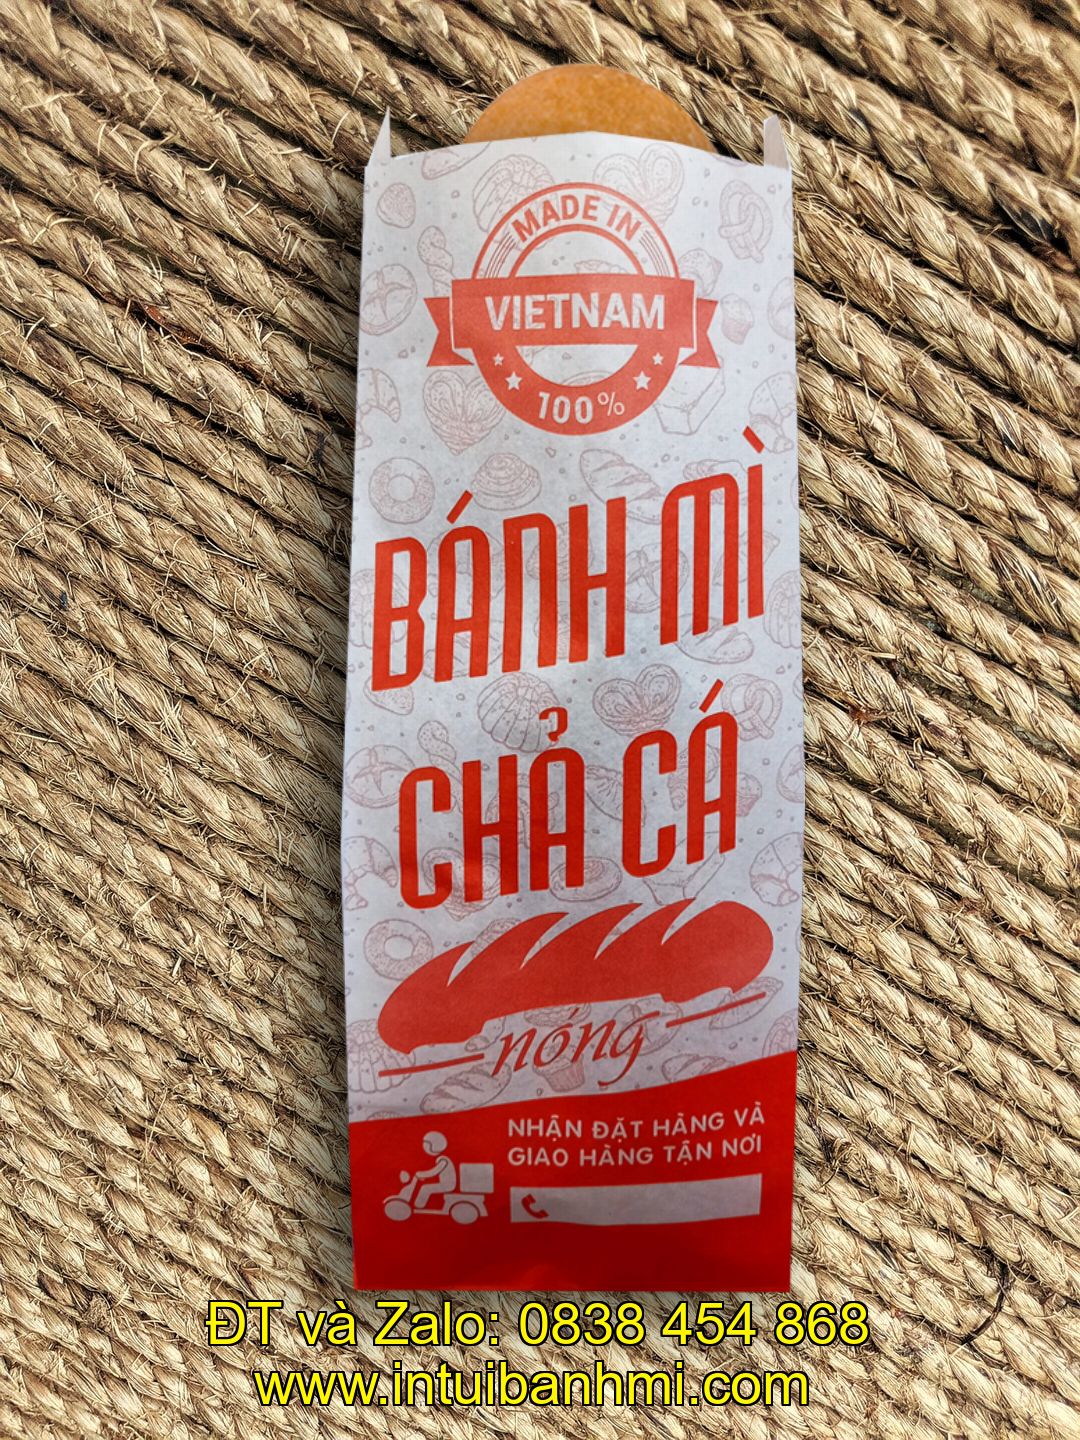 MADE IN
VIETNAM
100%
BÁNH MÌ
CHẢ CÁ
nóng
NHẬN ĐẶT HÀNG VÀ
GIAO HÀNG TẬN NƠI
ĐT và Zalo: 0838 454 868
www.intuibanhmi.com